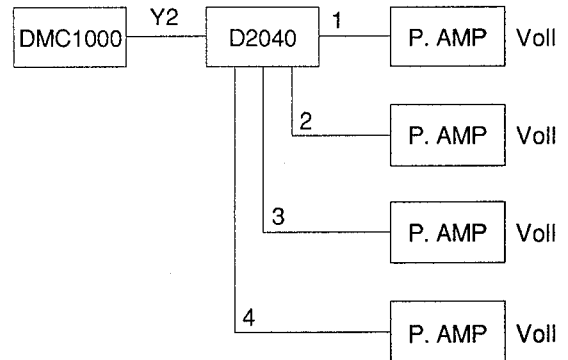 DMC1000 Y2 D2040 1 P. AMP Voll
2 P. AMP Voll
3 P. AMP Voll
4 P. AMP Voll